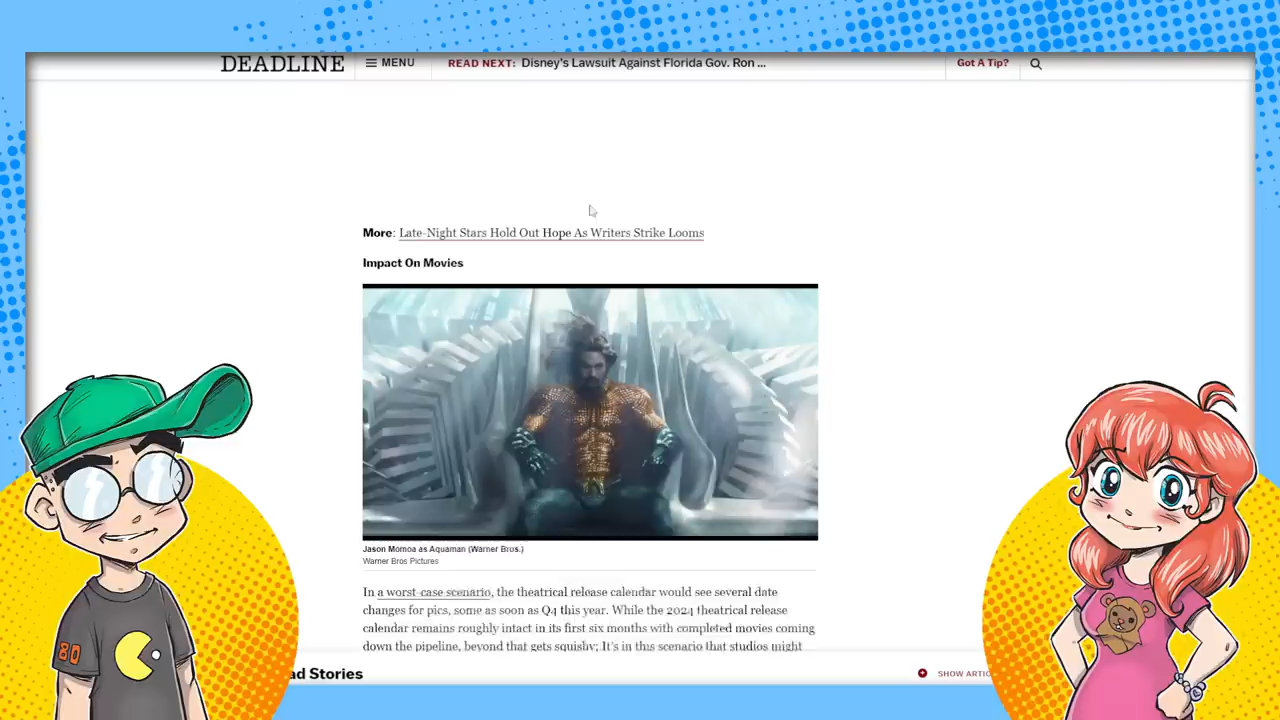 DEADLINE
MENU
READ NEXT: Disney's Lawsuit Against Florida Gov. Ron ...
Got A Tip?
More: Late-Night Stars Hold Out Hope As Writers Strike Looms
Impact On Movies
Jason Momoa as Aquaman (Warner Bros.)
Warner Bros Pictures
In a worst-case scenario, the theatrical release calendar would see several date
changes for pics, some as soon as Q4 this year. While the 2024 theatrical release
calendar remains roughly intact in its first six months with completed movies coming
down the pipeline, beyond that gets squishy; It's in this scenario that studios might
ad Stories
SHOW ARTIC
80